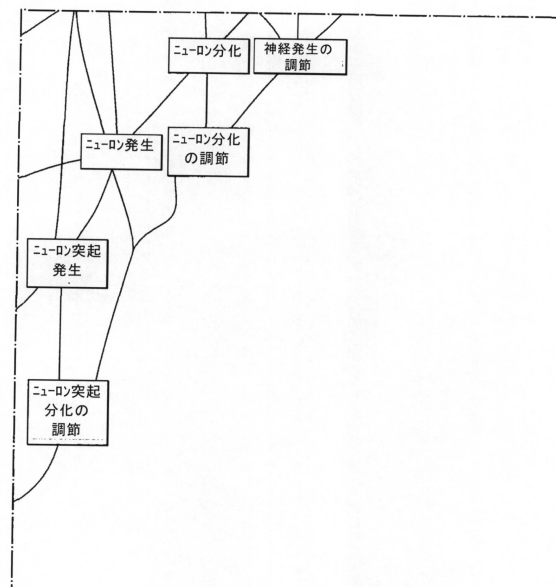 ニューロン分化
神経発生の
調節
ニューロン発生
ニューロン分化
の調節
ニューロン突起
発生
ニューロン突起
分化の
調節